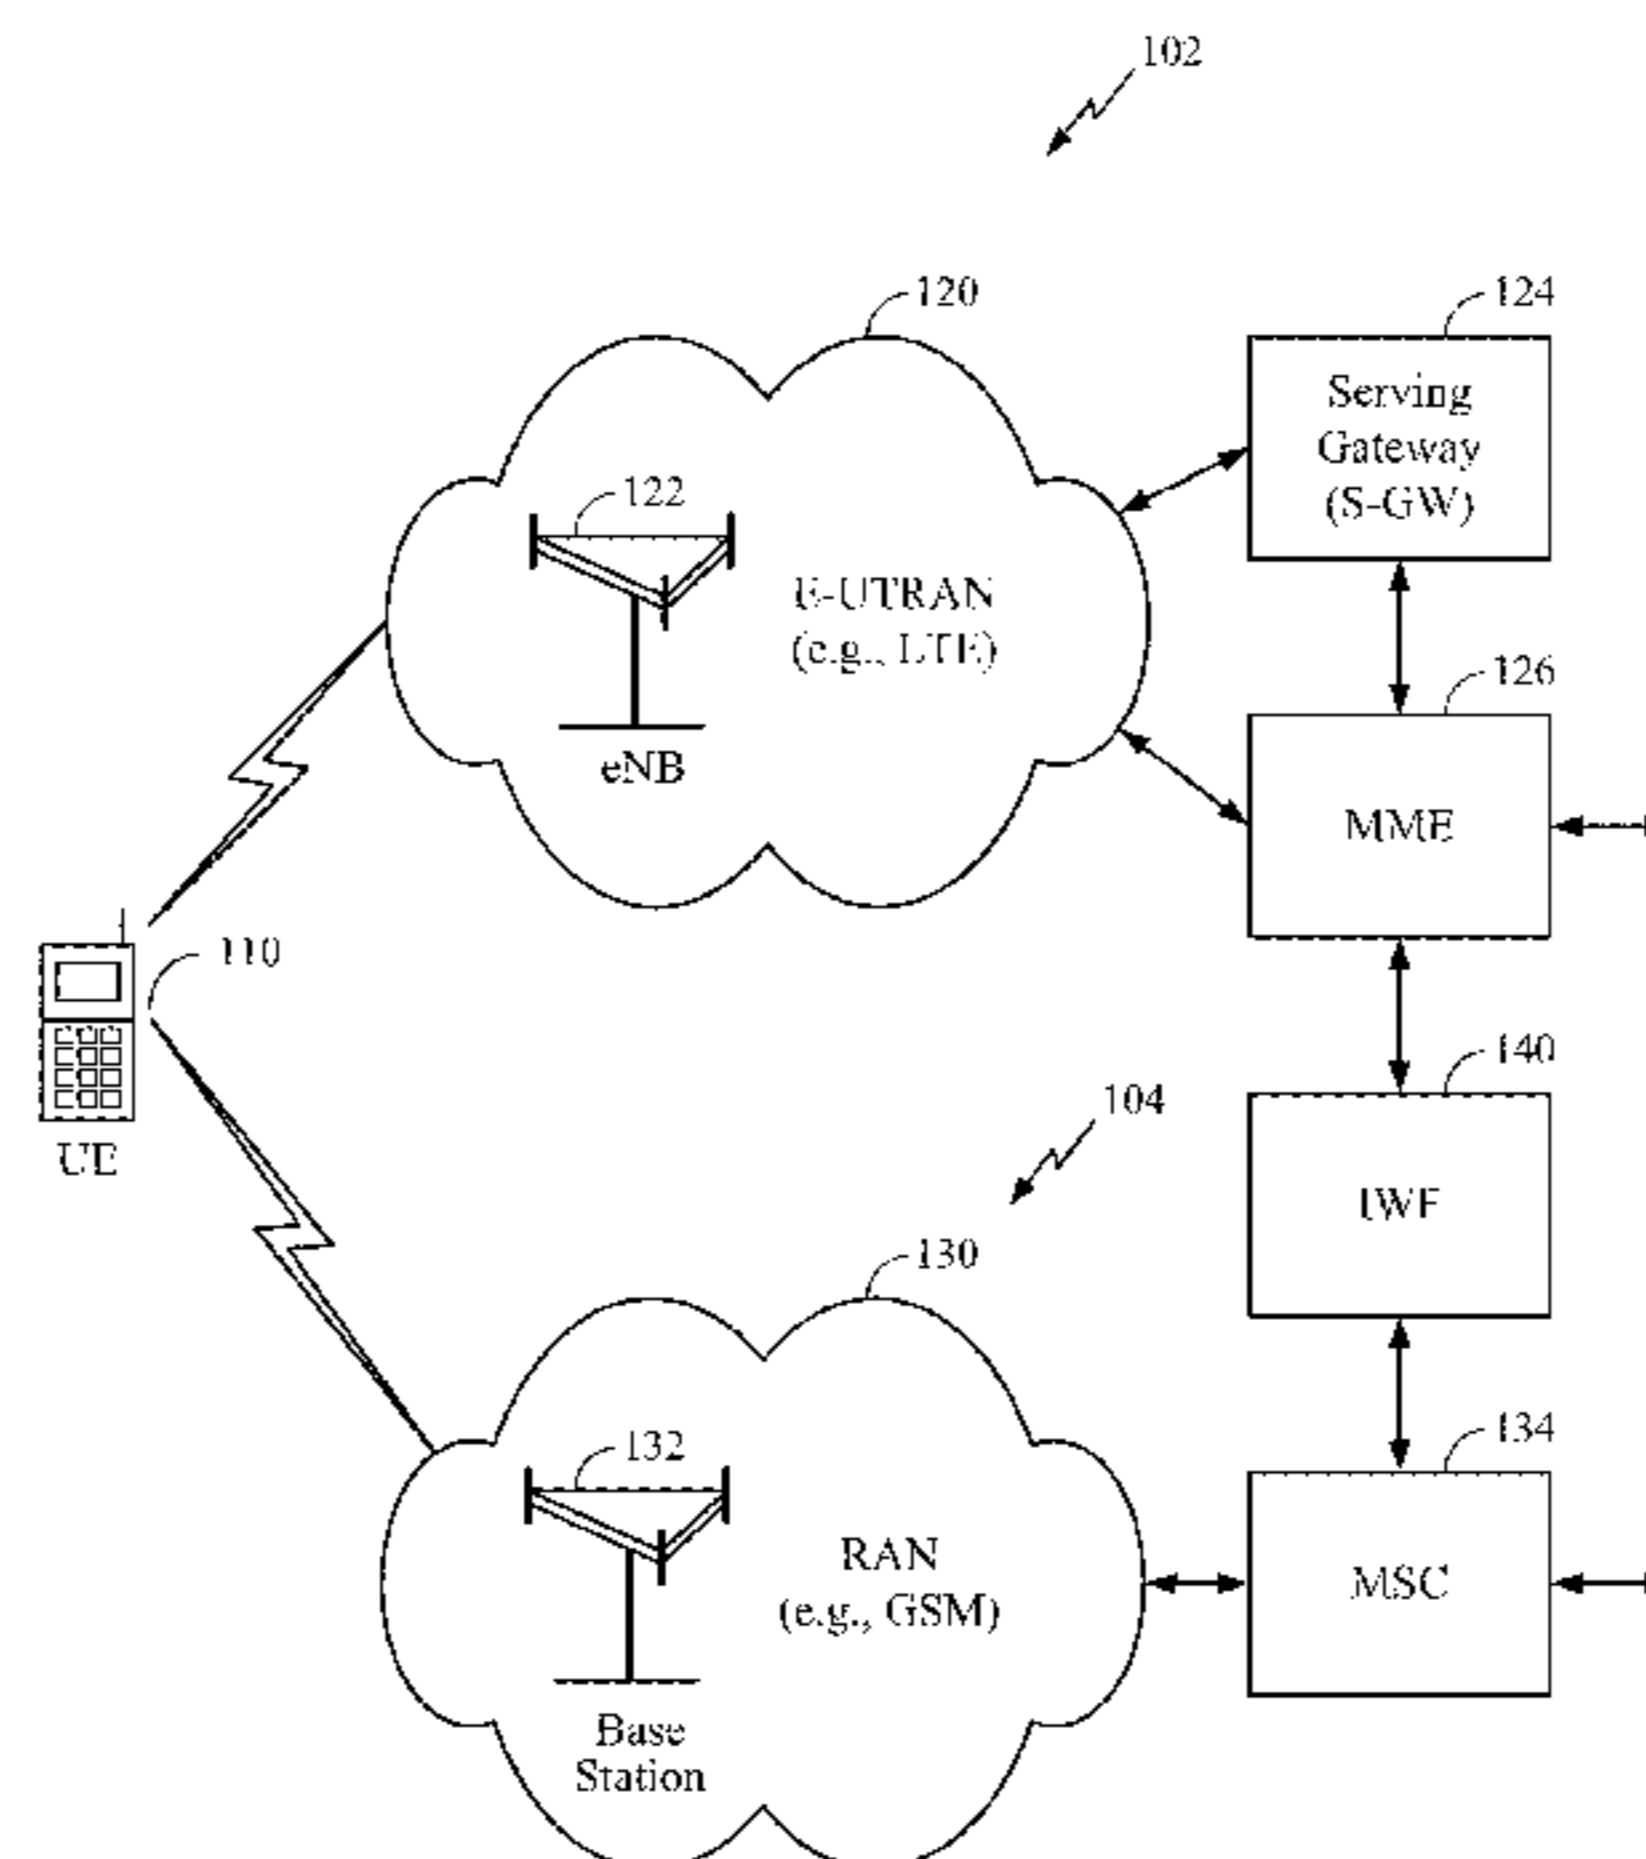 102
120
124
Serving
Gateway
(S-GW)
122
E-UTRAN
(e.g., LTE)
eNB
126
MME
110
UE
140
IWF
104
130
134
132
RAN
(e.g., GSM)
MSC
Base
Station